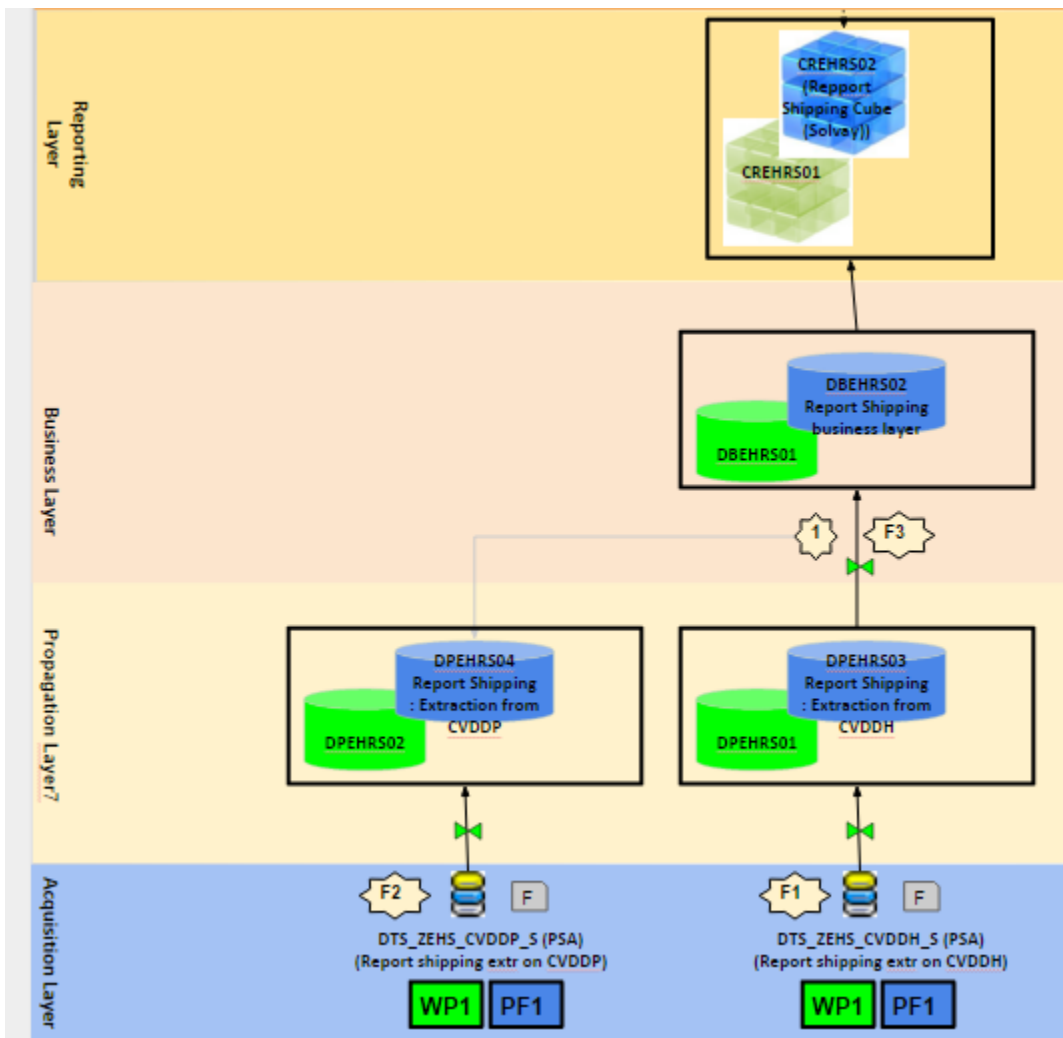 Reporting
Layer
CREHRS02
(Repport
Shipping Cube
(Solvay))
CREHRS01
Business Layer
DBEHRS02
Report Shipping
business layer
DBEHRS01
1
F3
Propagation Layer7
DPEHRS04
Report Shipping
: Extraction from
CVDDP
DPEHRS02
DPEHRS03
Report Shipping
: Extraction from
CVDDH
DPEHRS01
Acquisition Layer
F2
F
DTS_ZEHS_CVDDP_S (PSA)
(Report shipping extr on CVDDP)
WP1
PF1
F1
F
DTS_ZEHS_CVDDH_S (PSA)
(Report shipping extr on CVDDH)
WP1
PF1